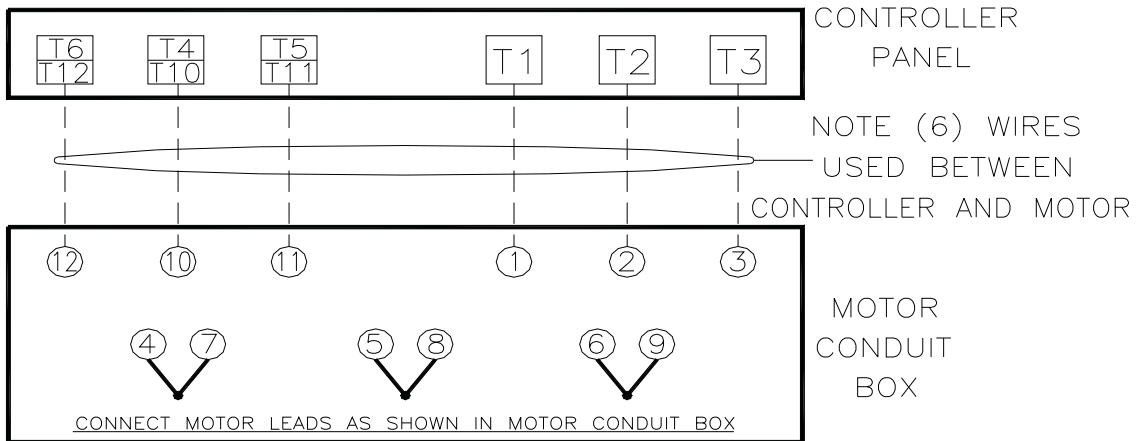 CONTROLLER
PANEL
T6 T4 T5 T1 T2 T3
T12 T10 T11
NOTE (6) WIRES
USED BETWEEN
CONTROLLER AND MOTOR
12 10 11 1 2 3
MOTOR
CONDUIT
BOX
4 7 5 8 6 9
CONNECT MOTOR LEADS AS SHOWN IN MOTOR CONDUIT BOX